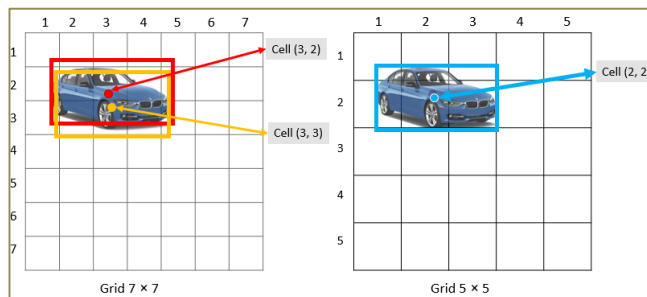 1 2 3 4 5 6 7
1
2
3
4
5
6
7
Cell (3, 2)
Cell (3, 3)
Grid 7 × 7
1 2 3 4 5
1
2
3
4
5
Cell (2, 2
Grid 5 × 5